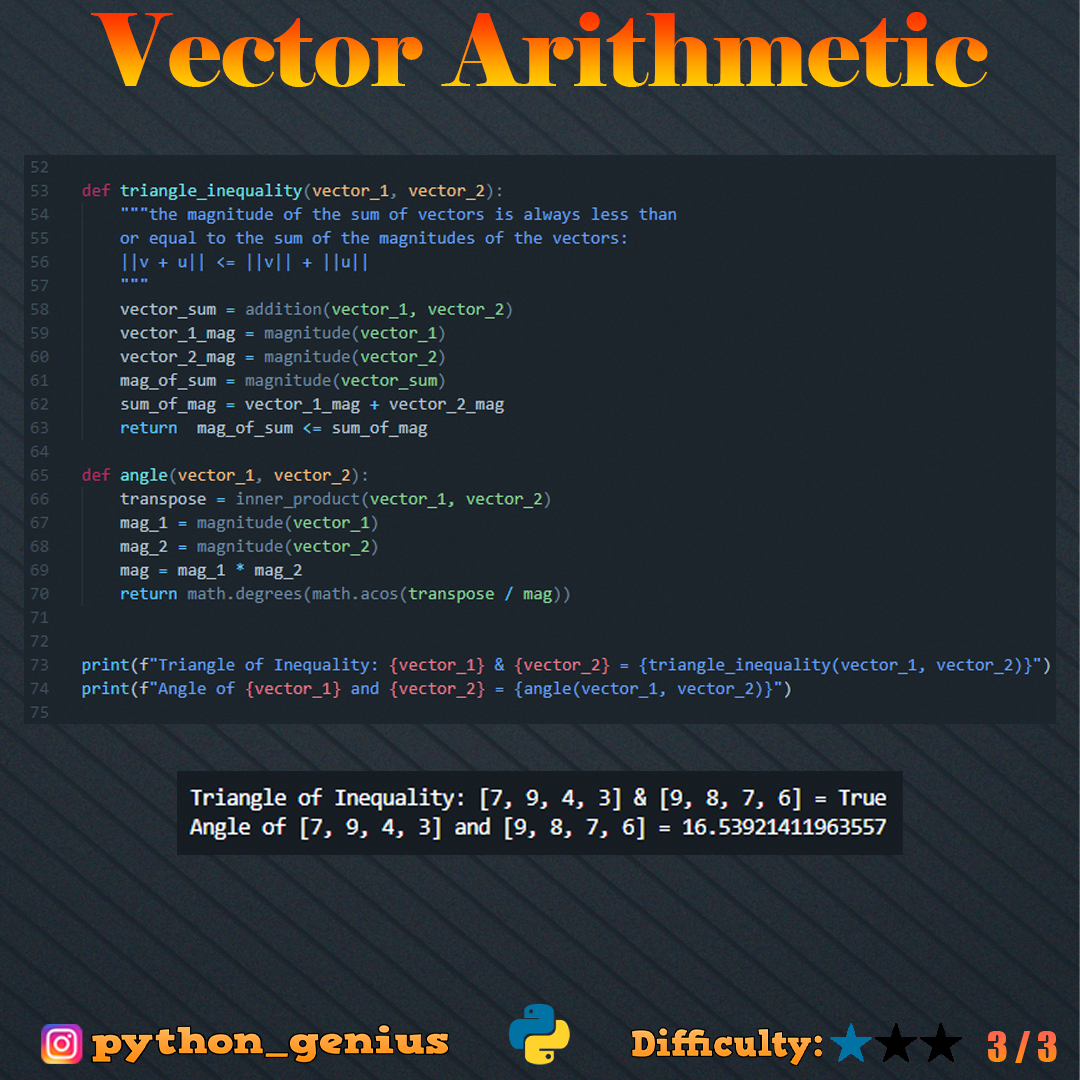 Vector Arithmetic
52
53 def triangle_inequality(vector_1, vector_2):
54 """the magnitude of the sum of vectors is always less than
55 or equal to the sum of the magnitudes of the vectors:
56 ||v + u|| <= ||v|| + ||u||
57 """
58 vector_sum = addition(vector_1, vector_2)
59 vector_1_mag = magnitude(vector_1)
60 vector_2_mag = magnitude(vector_2)
61 mag_of_sum = magnitude(vector_sum)
62 sum_of_mag = vector_1_mag + vector_2_mag
63 return  mag_of_sum <= sum_of_mag
64
65 def angle(vector_1, vector_2):
66 transpose = inner_product(vector_1, vector_2)
67 mag_1 = magnitude(vector_1)
68 mag_2 = magnitude(vector_2)
69 mag = mag_1 * mag_2
70 return math.degrees(math.acos(transpose / mag))
71
72
73 print(f"Triangle of Inequality: {vector_1} & {vector_2} = {triangle_inequality(vector_1, vector_2)}")
74 print(f"Angle of {vector_1} and {vector_2} = {angle(vector_1, vector_2)}")
75
Triangle of Inequality: [7, 9, 4, 3] & [9, 8, 7, 6] = True
Angle of [7, 9, 4, 3] and [9, 8, 7, 6] = 16.53921411963557
python_genius
Difficulty:
3 / 3